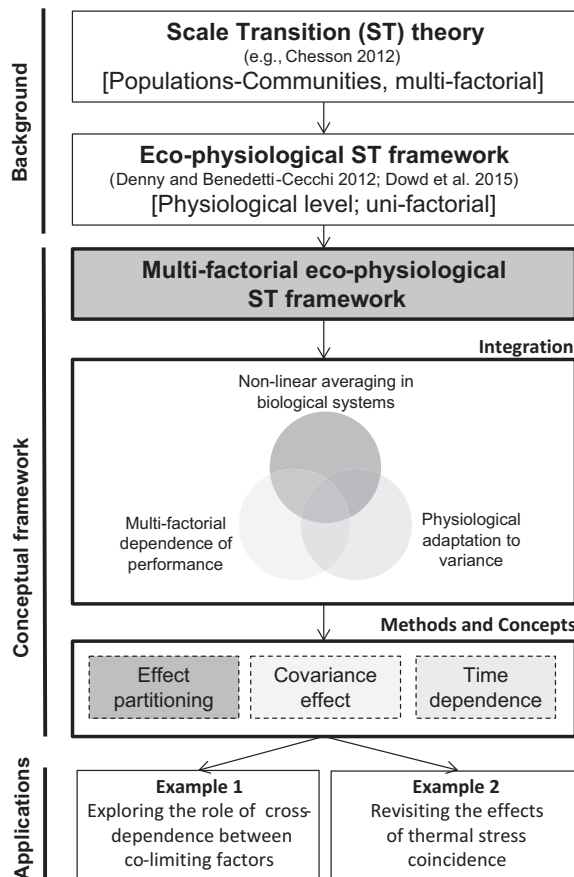 Background
Scale Transition (ST) theory
(e.g., Chesson 2012)
[Populations-Communities, multi-factorial]
Eco-physiological ST framework
(Denny and Benedetti-Cecchi 2012; Dowd et al. 2015)
[Physiological level; uni-factorial]
Conceptual framework
Multi-factorial eco-physiological
ST framework
Integration
Non-linear averaging in
biological systems
Multi-factorial
dependence of
performance
Physiological
adaptation to
variance
Methods and Concepts
Effect
partitioning
Covariance
effect
Time
dependence
Applications
Example 1
Exploring the role of cross-
dependence between
co-limiting factors
Example 2
Revisiting the effects
of thermal stress
coincidence